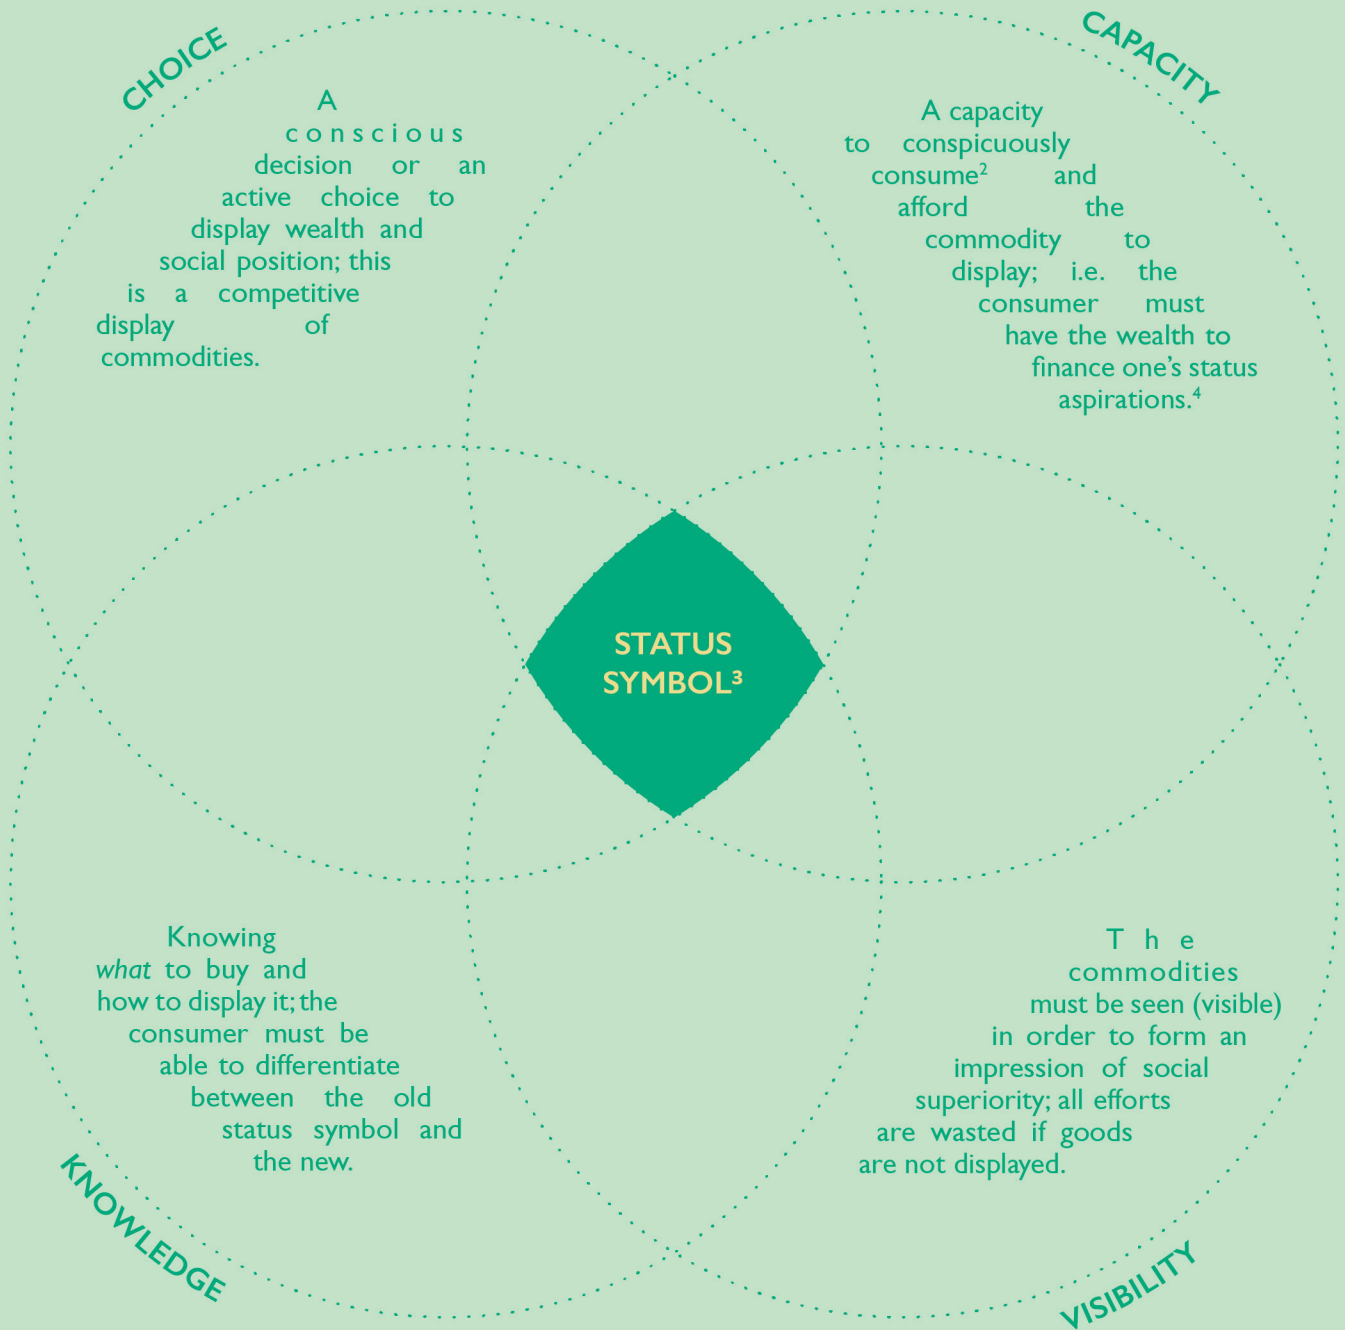 CHOICE
A
conscious
decision or an
active choice to
display wealth and
social position; this
is a competitive
display of
commodities.
CAPACITY
A capacity
to conspicuously
consume² and
afford the
commodity to
display; i.e. the
consumer must
have the wealth to
finance one’s status
aspirations.⁴
STATUS
SYMBOL³
Knowing
what to buy and
how to display it; the
consumer must be
able to differentiate
between the old
status symbol and
the new.
KNOWLEDGE
The
commodities
must be seen (visible)
in order to form an
impression of social
superiority; all efforts
are wasted if goods
are not displayed.
VISIBILITY